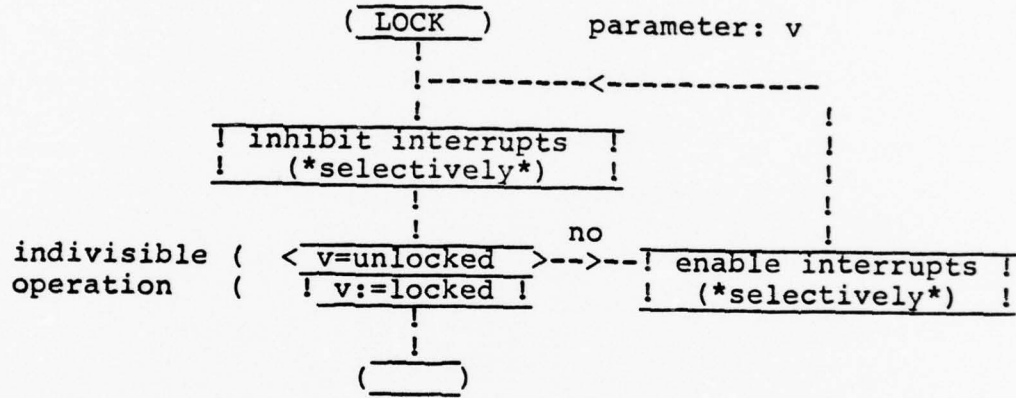 ( LOCK )    parameter: v
! inhibit interrupts !
! (*selectively*) !
no
indivisible (    < v=unlocked >-->--! enable interrupts !
operation (    ! v:=locked !    ! (*selectively*) !